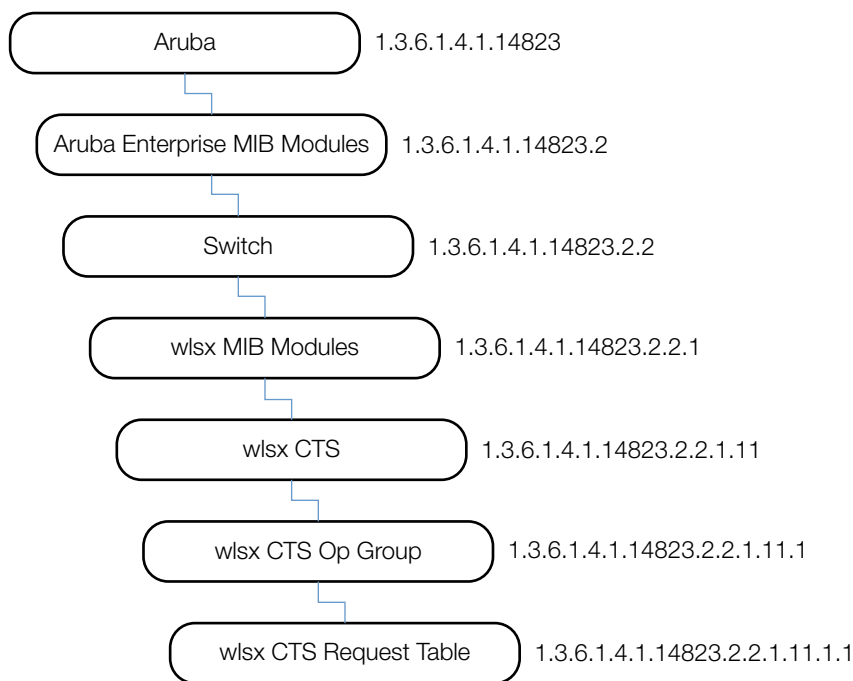 Aruba 1.3.6.1.4.1.14823
Aruba Enterprise MIB Modules 1.3.6.1.4.1.14823.2
Switch 1.3.6.1.4.1.14823.2.2
wlsx MIB Modules 1.3.6.1.4.1.14823.2.2.1
wlsx CTS 1.3.6.1.4.1.14823.2.2.1.11
wlsx CTS Op Group 1.3.6.1.4.1.14823.2.2.1.11.1
wlsx CTS Request Table 1.3.6.1.4.1.14823.2.2.1.11.1.1